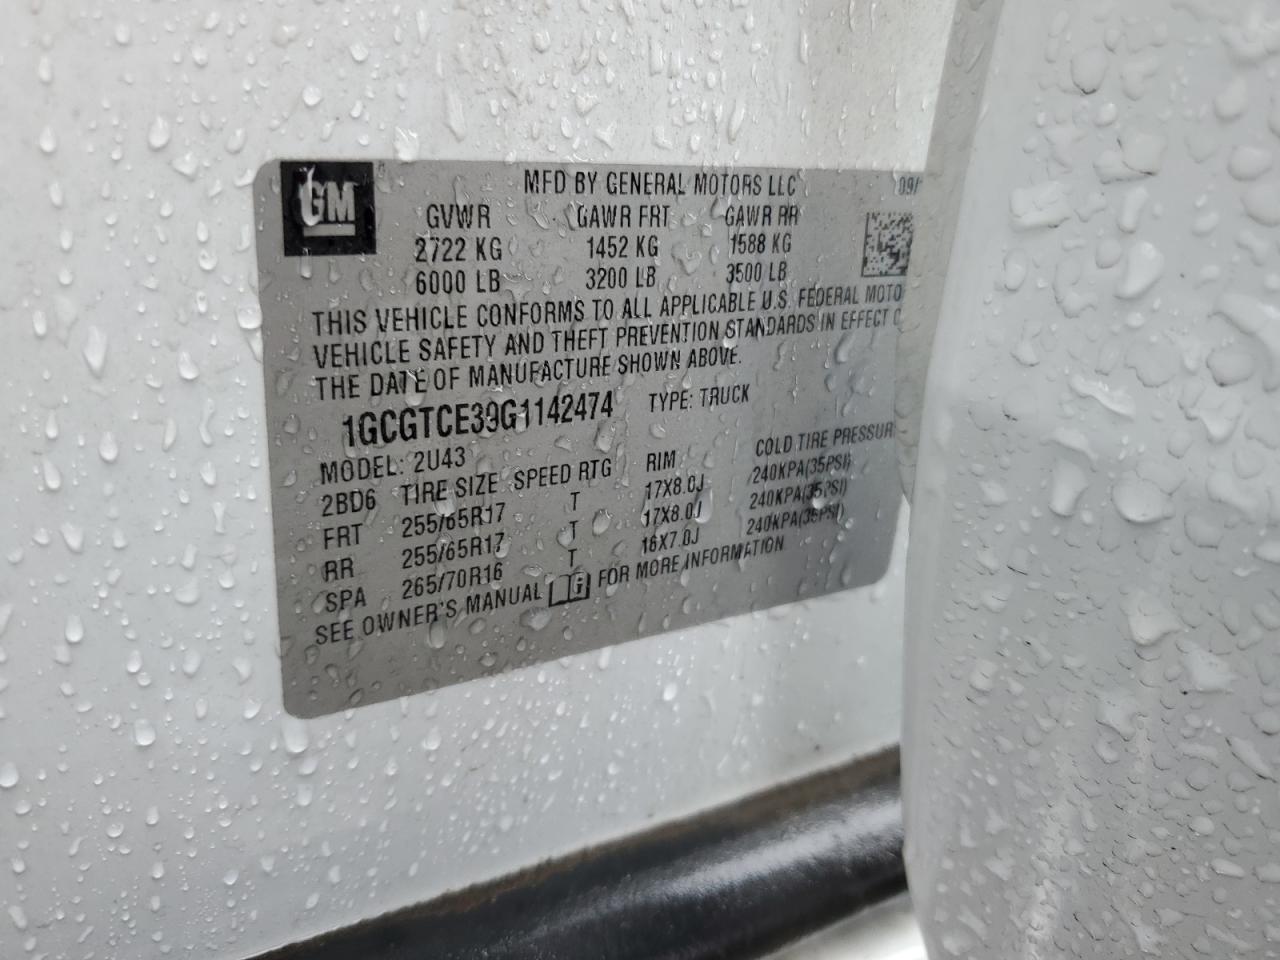 GM
MFD BY GENERAL MOTORS LLC 09/
GVWR GAWR FRT GAWR RR
2722 KG 1452 KG 1588 KG
6000 LB 3200 LB 3500 LB
THIS VEHICLE CONFORMS TO ALL APPLICABLE U.S. FEDERAL MOTO
VEHICLE SAFETY AND THEFT PREVENTION STANDARDS IN EFFECT
THE DATE OF MANUFACTURE SHOWN ABOVE.
1GCGTCE39G1142474 TYPE: TRUCK
MODEL: 2U43
2BD6 TIRE SIZE SPEED RTG RIM COLD TIRE PRESSUR
FRT 255/65R17 T 17X8.0J 240KPA(35PSI)
RR 255/65R17 T 17X8.0J 240KPA(35PSI)
SPA 265/70R16 T 16X7.0J 240KPA(35PSI)
SEE OWNER'S MANUAL FOR MORE INFORMATION